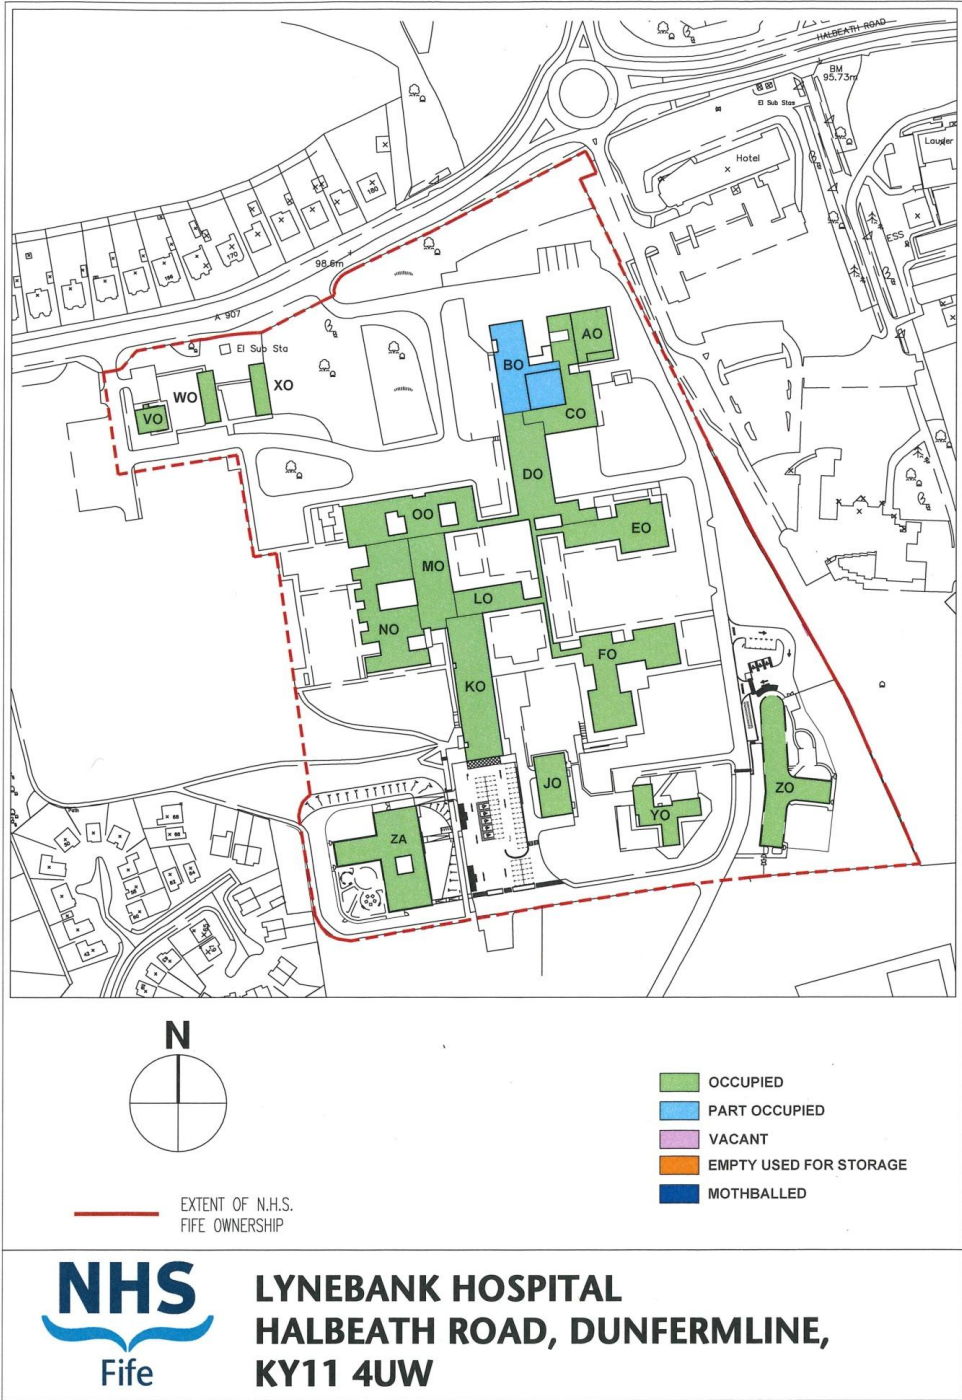 HALBEATH ROAD
BM
95.73m
El Sub Stas
Lauder
Hotel
180
ESS
170
98.6m
A 907
El Sub Sta
AO
BO
XO
WO
VO
CO
DO
OO
EO
MO
LO
NO
FO
KO
JO
ZO
YO
ZA
Path
N
OCCUPIED
PART OCCUPIED
VACANT
EMPTY USED FOR STORAGE
MOTHBALLED
EXTENT OF N.H.S.
FIFE OWNERSHIP
NHS
Fife
LYNEBANK HOSPITAL
HALBEATH ROAD, DUNFERMLINE,
KY11 4UW